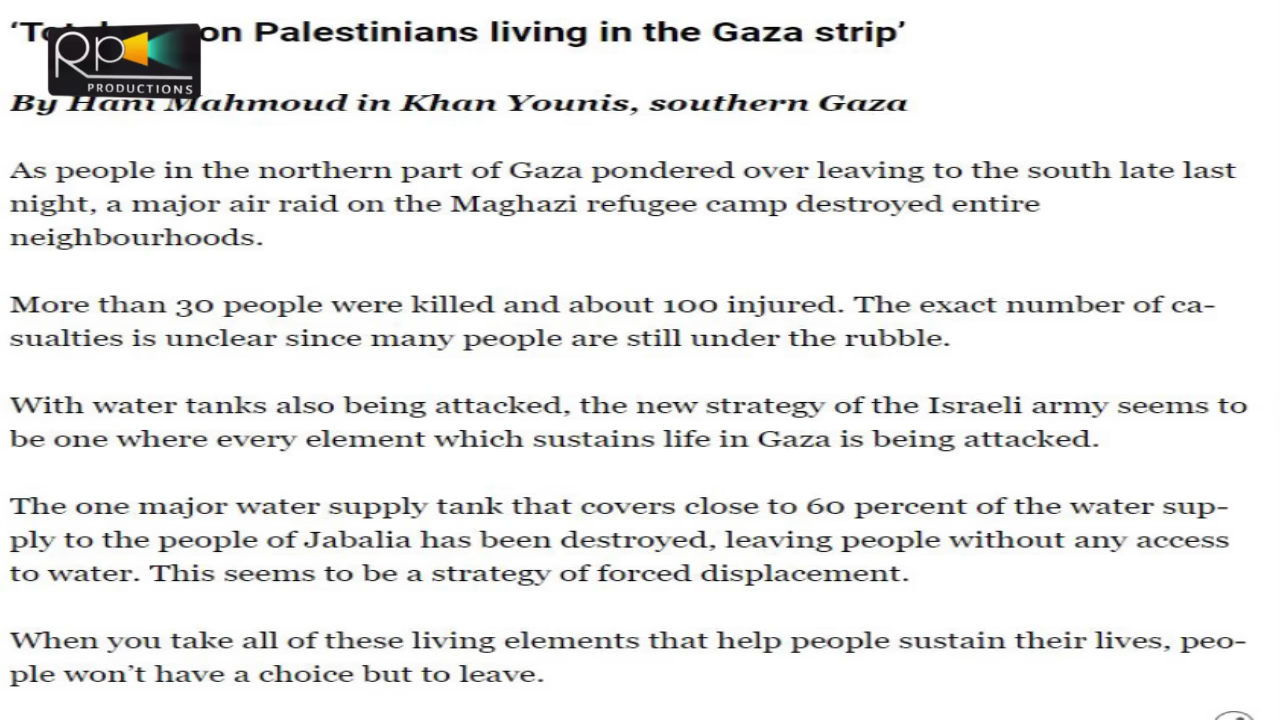 ‘To on Palestinians living in the Gaza strip’
Rp
PRODUCTIONS
By Hani Mahmoud in Khan Younis, southern Gaza
As people in the northern part of Gaza pondered over leaving to the south late last
night, a major air raid on the Maghazi refugee camp destroyed entire
neighbourhoods.
More than 30 people were killed and about 100 injured. The exact number of ca-
sualties is unclear since many people are still under the rubble.
With water tanks also being attacked, the new strategy of the Israeli army seems to
be one where every element which sustains life in Gaza is being attacked.
The one major water supply tank that covers close to 60 percent of the water sup-
ply to the people of Jabalia has been destroyed, leaving people without any access
to water. This seems to be a strategy of forced displacement.
When you take all of these living elements that help people sustain their lives, peo-
ple won’t have a choice but to leave.